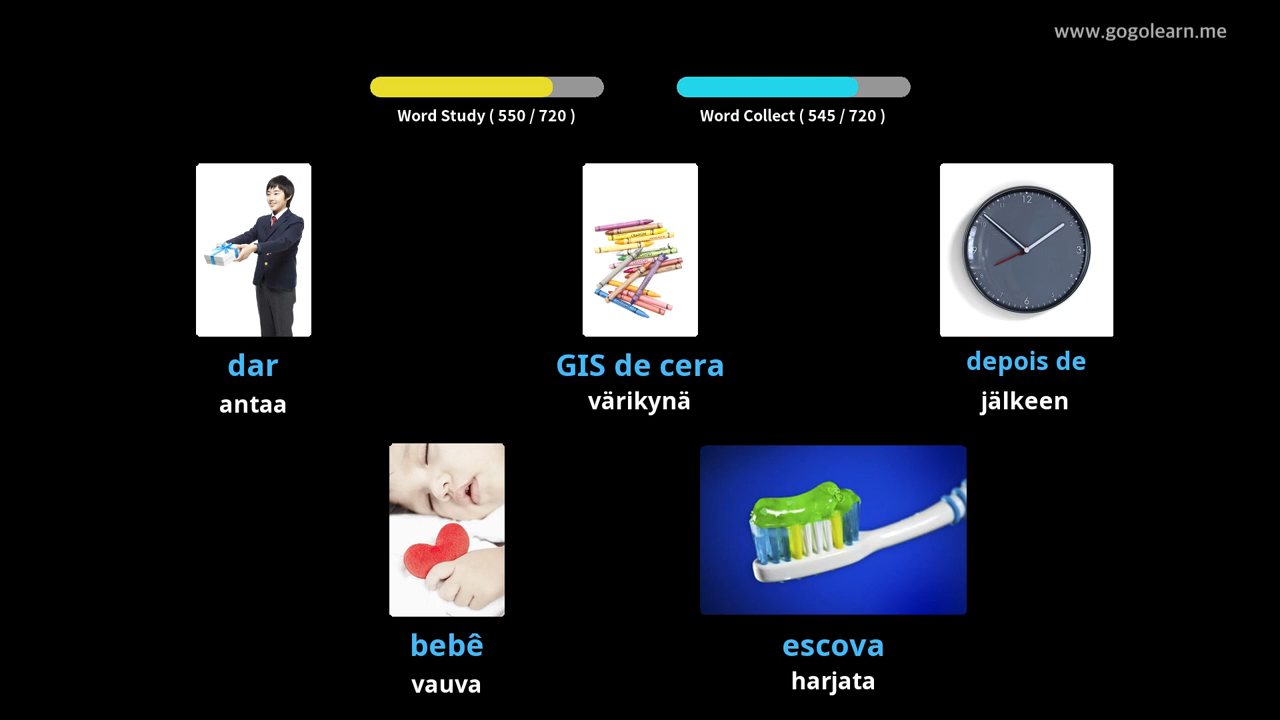 www.gogolearn.me
Word Study ( 550 / 720 )
Word Collect ( 545 / 720 )
dar
antaa
GIS de cera
värikynä
depois de
jälkeen
bebê
vauva
escova
harjata